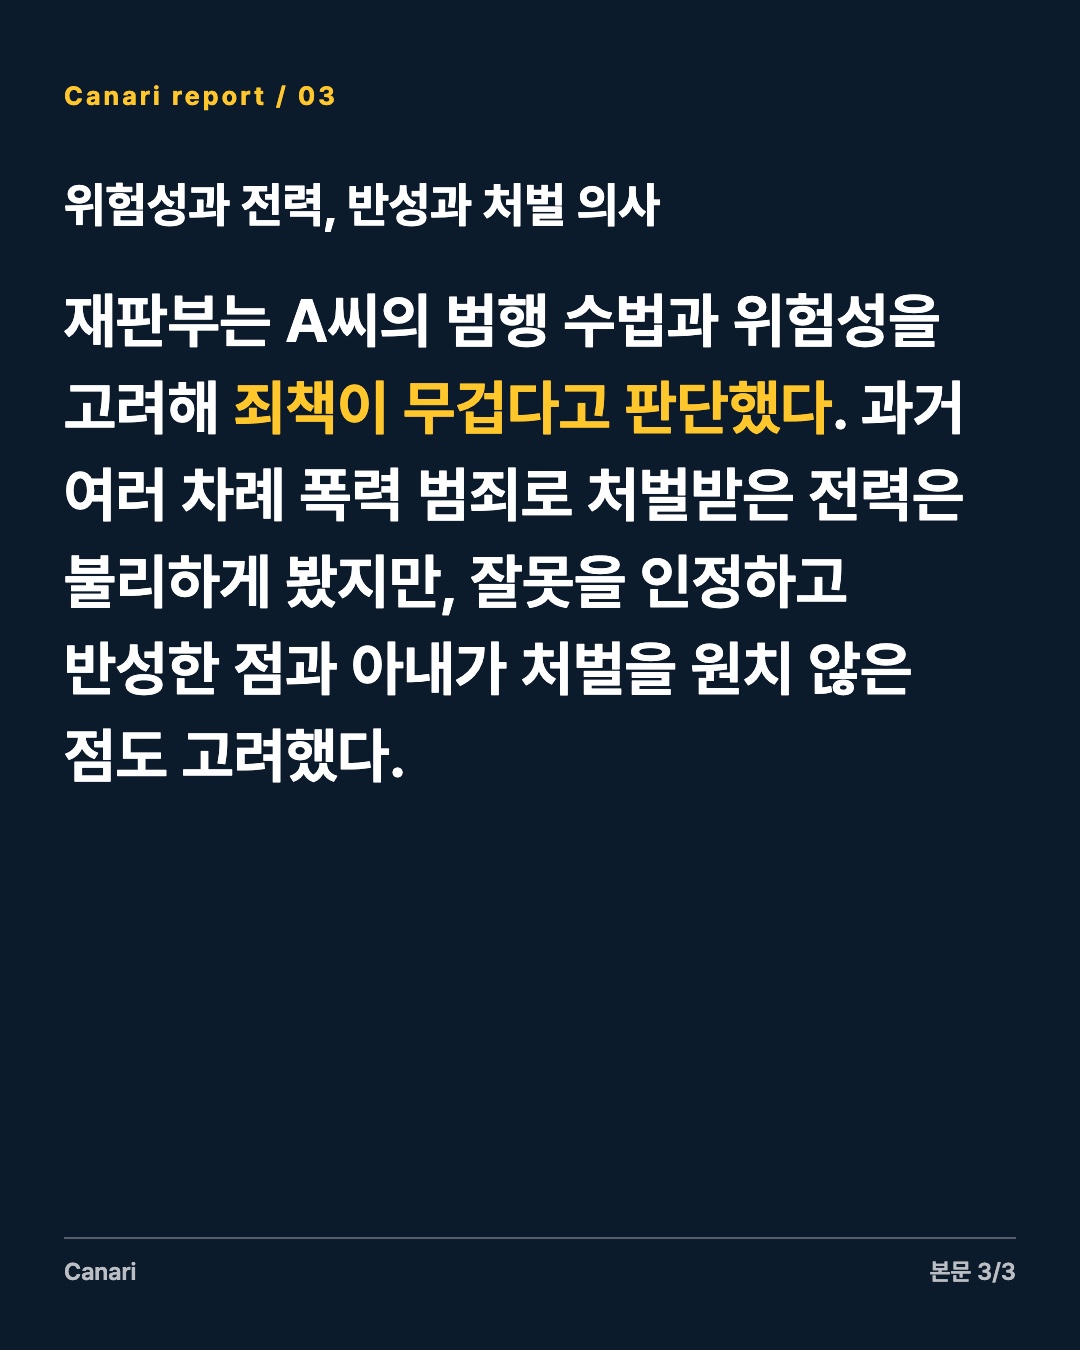 Canari report / 03
위험성과 전력, 반성과 처벌 의사
재판부는 A씨의 범행 수법과 위험성을
고려해 죄책이 무겁다고 판단했다. 과거
여러 차례 폭력 범죄로 처벌받은 전력은
불리하게 봤지만, 잘못을 인정하고
반성한 점과 아내가 처벌을 원치 않은
점도 고려했다.
Canari
본문 3/3